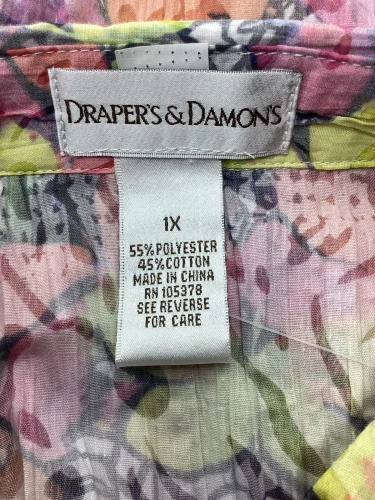 DRAPER'S & DAMON'S
1X
55% POLYESTER
45% COTTON
MADE IN CHINA
RN 105378
SEE REVERSE
FOR CARE